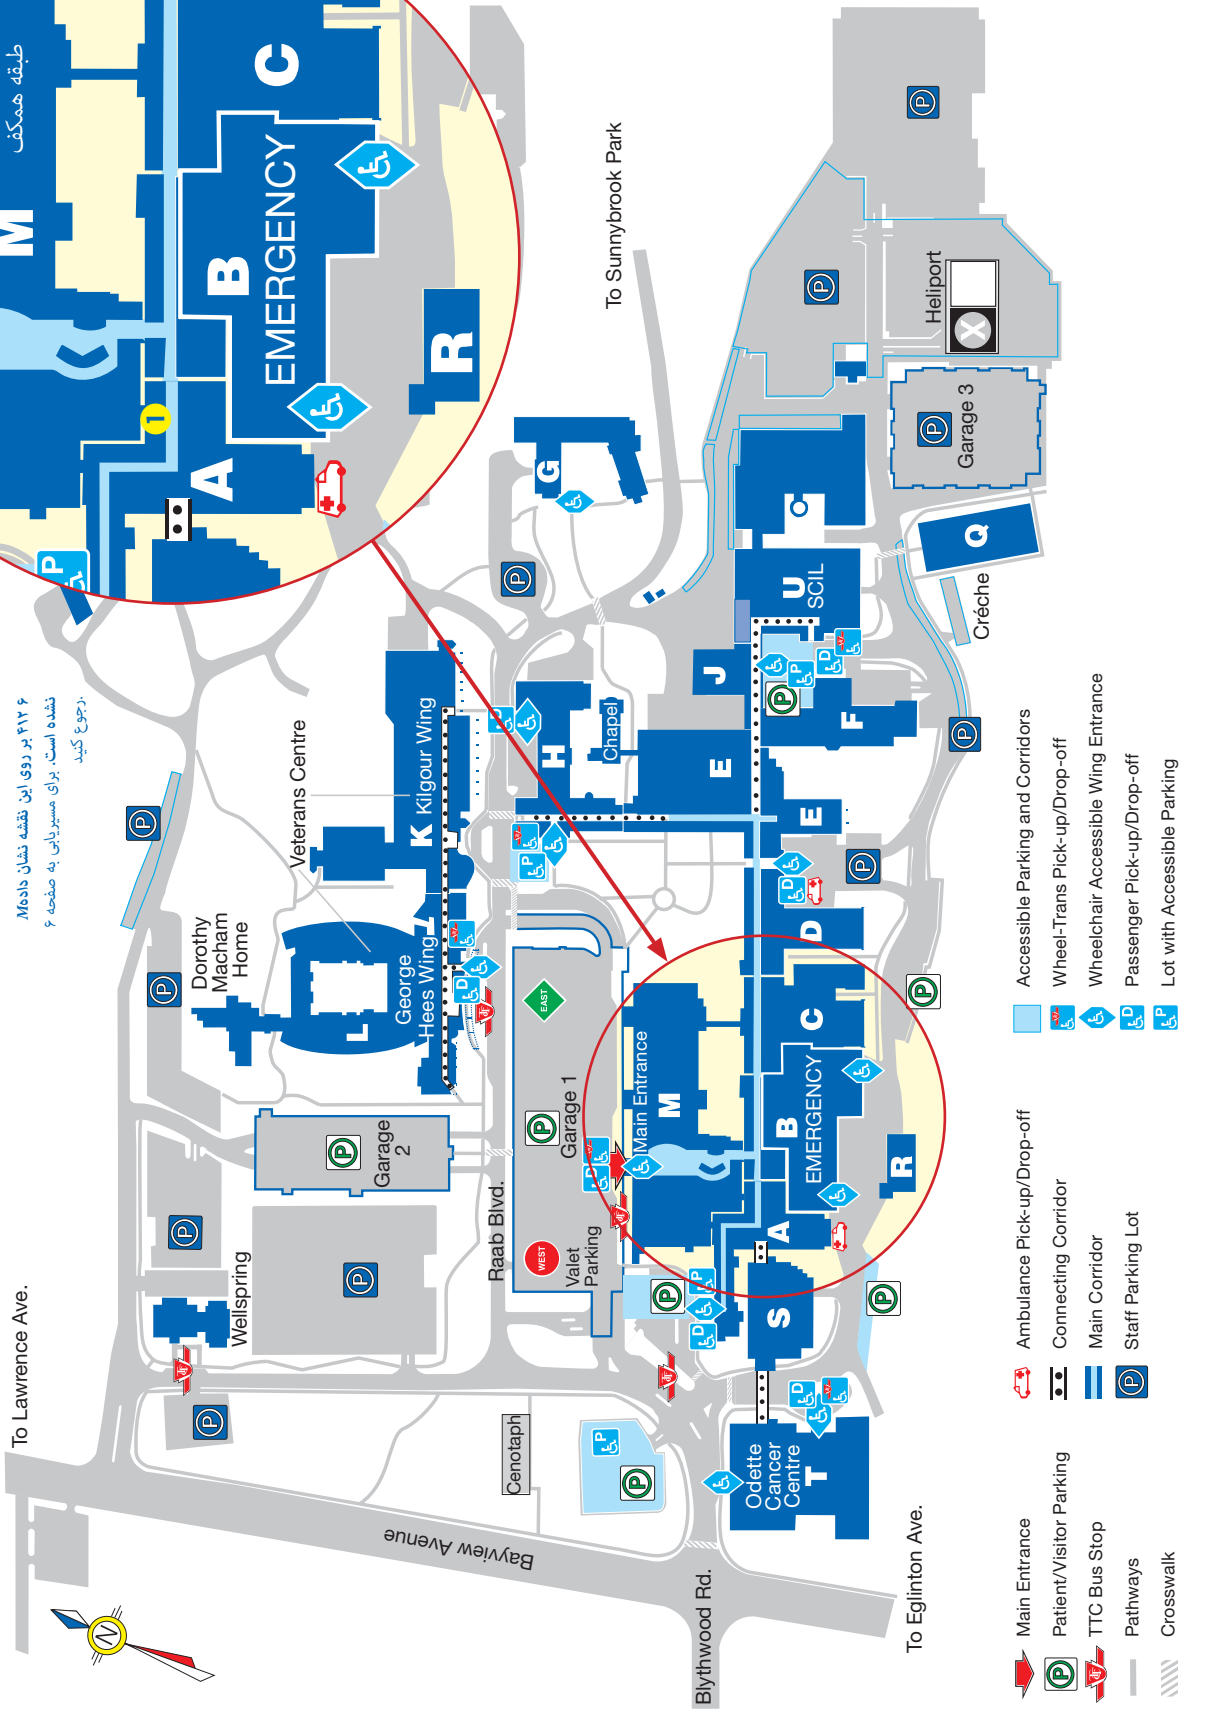 طبقه همکف
M
C
B
EMERGENCY
A
R
1
P
M۶ ۴۱۲ بر روی این نقشه نشان داده
نشده است. برای مسیریابی به صفحه ۶
رجوع کنید.
To Lawrence Ave.
To Sunnybrook Park
To Eglinton Ave.
Bayview Avenue
Blythwood Rd.
Raab Blvd.
N
Wellspring
Cenotaph
Dorothy
Macham
Home
Veterans Centre
L
George
Hees Wing
K Kilgour Wing
Garage
2
Garage 1
EAST
WEST
Valet
Parking
Main Entrance
M
G
H
Chapel
J
E
E
F
U
SCIL
C
Q
Créche
Garage 3
Heliport
X
D
C
B
EMERGENCY
A
R
S
Odette
Cancer
Centre
T
Main Entrance
Patient/Visitor Parking
TTC Bus Stop
Pathways
Crosswalk
Ambulance Pick-up/Drop-off
Connecting Corridor
Main Corridor
Staff Parking Lot
Accessible Parking and Corridors
Wheel-Trans Pick-up/Drop-off
Wheelchair Accessible Wing Entrance
Passenger Pick-up/Drop-off
Lot with Accessible Parking